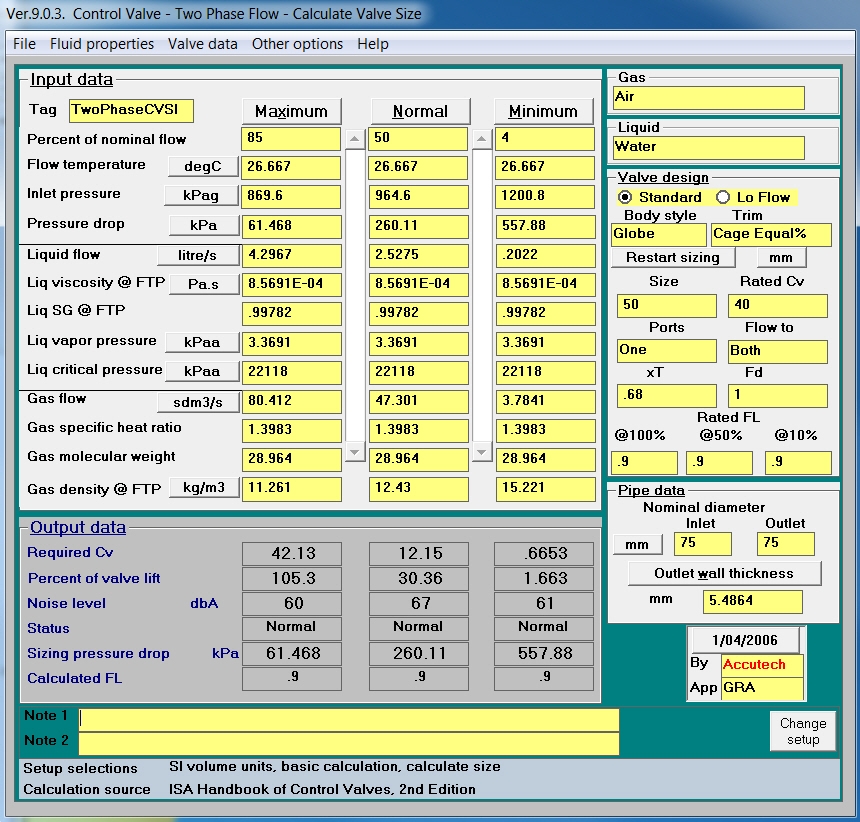 Ver.9.0.3. Control Valve - Two Phase Flow - Calculate Valve Size
File Fluid properties Valve data Other options Help
Input data
Tag TwoPhaseCVSI Maximum Normal Minimum
Percent of nominal flow 85 50 4
Flow temperature degC 26.667 26.667 26.667
Inlet pressure kPag 869.6 964.6 1200.8
Pressure drop kPa 61.468 260.11 557.88
Liquid flow litre/s 4.2967 2.5275 .2022
Liq viscosity @ FTP Pa.s 8.5691E-04 8.5691E-04 8.5691E-04
Liq SG @ FTP .99782 .99782 .99782
Liq vapor pressure kPaa 3.3691 3.3691 3.3691
Liq critical pressure kPaa 22118 22118 22118
Gas flow sdm3/s 80.412 47.301 3.7841
Gas specific heat ratio 1.3983 1.3983 1.3983
Gas molecular weight 28.964 28.964 28.964
Gas density @ FTP kg/m3 11.261 12.43 15.221
Output data
Required Cv 42.13 12.15 .6653
Percent of valve lift 105.3 30.36 1.663
Noise level dbA 60 67 61
Status Normal Normal Normal
Sizing pressure drop kPa 61.468 260.11 557.88
Calculated FL .9 .9 .9
Gas
Air
Liquid
Water
Valve design
Standard Lo Flow
Body style Trim
Globe Cage Equal%
Restart sizing mm
Size Rated Cv
50 40
Ports Flow to
One Both
xT Fd
.68 1
Rated FL
@100% @50% @10%
.9 .9 .9
Pipe data
Nominal diameter
Inlet Outlet
mm 75 75
Outlet wall thickness
mm 5.4864
1/04/2006
By Accutech
App GRA
Note 1
Note 2
Change
setup
Setup selections SI volume units, basic calculation, calculate size
Calculation source ISA Handbook of Control Valves, 2nd Edition